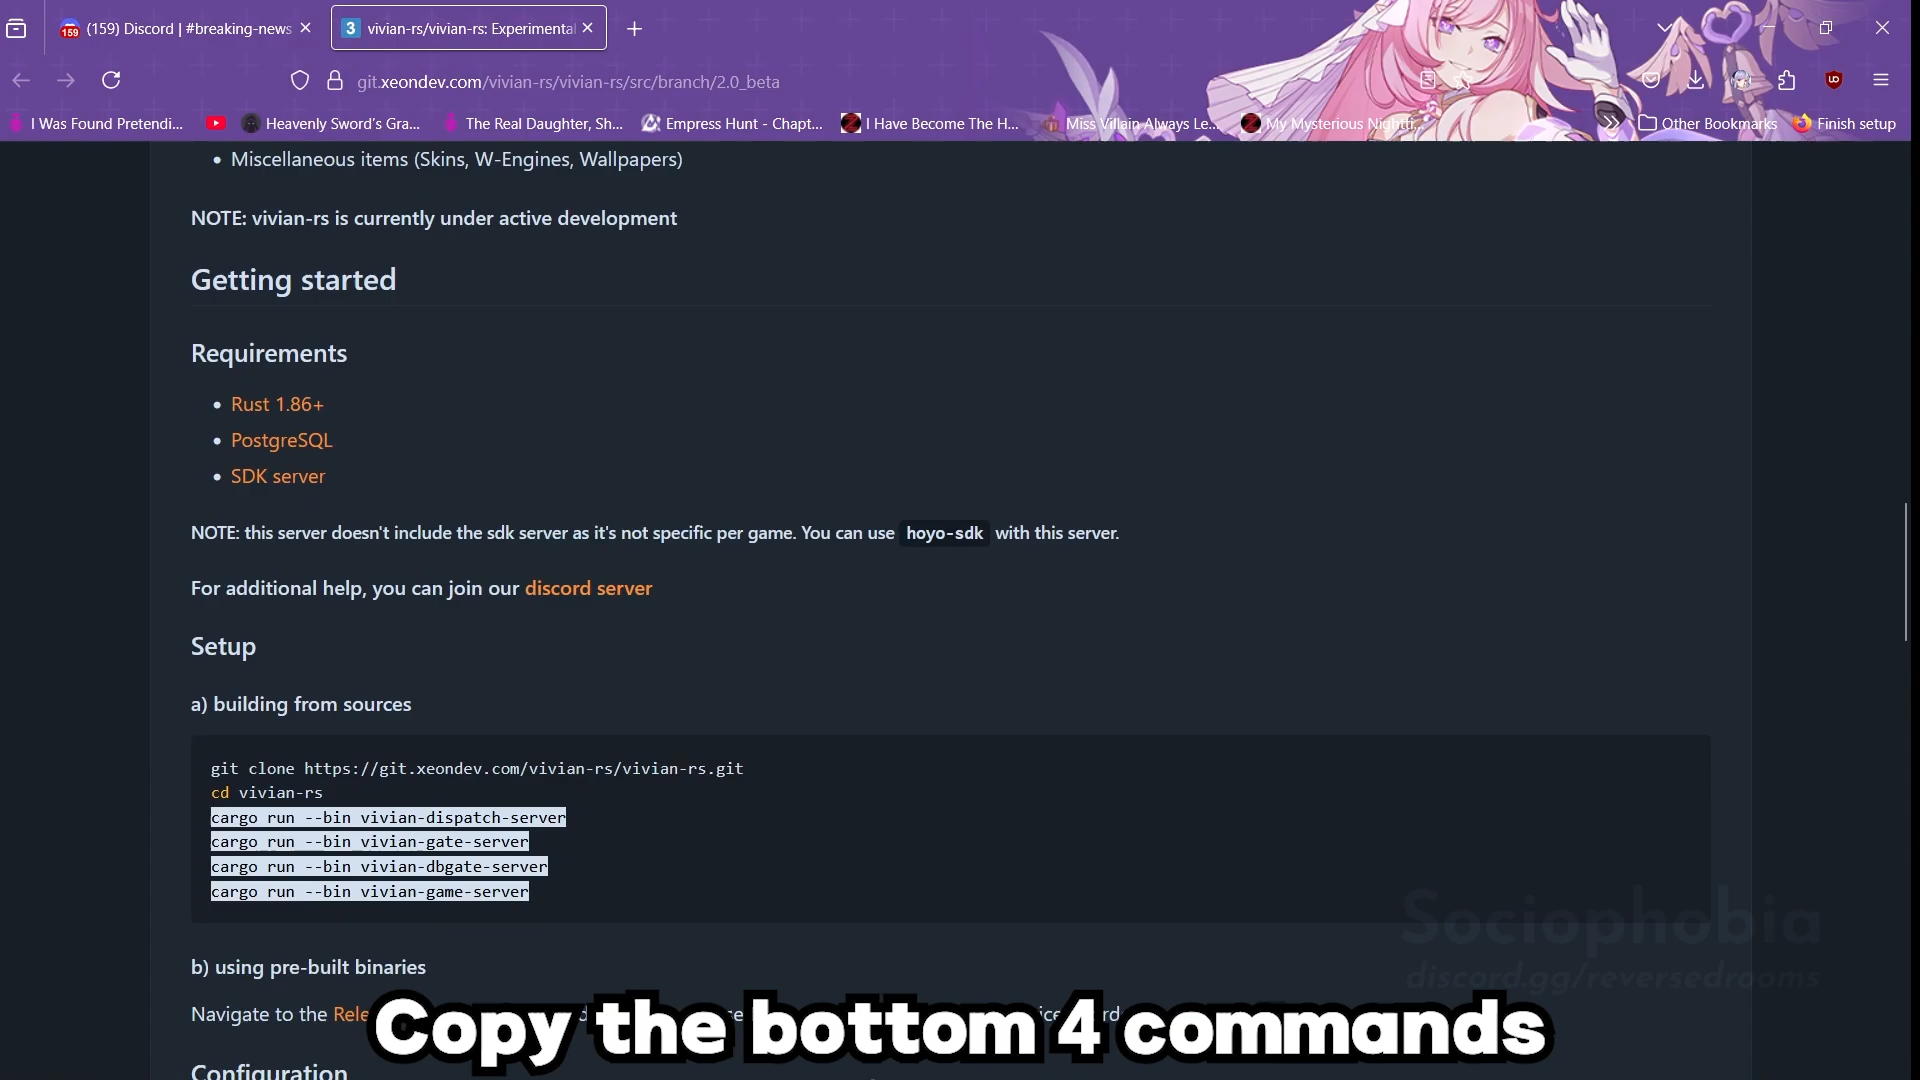 159 (159) Discord | #breaking-news
3 vivian-rs/vivian-rs: Experimental
git.xeondev.com/vivian-rs/vivian-rs/src/branch/2.0_beta
I Was Found Pretendi...
Heavenly Sword's Gra...
The Real Daughter, Sh...
Empress Hunt - Chapt...
I Have Become The H...
Miss Villain Always Le...
My Mysterious Nightf...
Other Bookmarks
Finish setup
• Miscellaneous items (Skins, W-Engines, Wallpapers)
NOTE: vivian-rs is currently under active development
Getting started
Requirements
• Rust 1.86+
• PostgreSQL
• SDK server
NOTE: this server doesn't include the sdk server as it's not specific per game. You can use hoyo-sdk with this server.
For additional help, you can join our discord server
Setup
a) building from sources
git clone https://git.xeondev.com/vivian-rs/vivian-rs.git
cd vivian-rs
cargo run --bin vivian-dispatch-server
cargo run --bin vivian-gate-server
cargo run --bin vivian-dbgate-server
cargo run --bin vivian-game-server
Sociophobia
discord.gg/reversedrooms
b) using pre-built binaries
Navigate to the
Copy the bottom 4 commands
Configuration